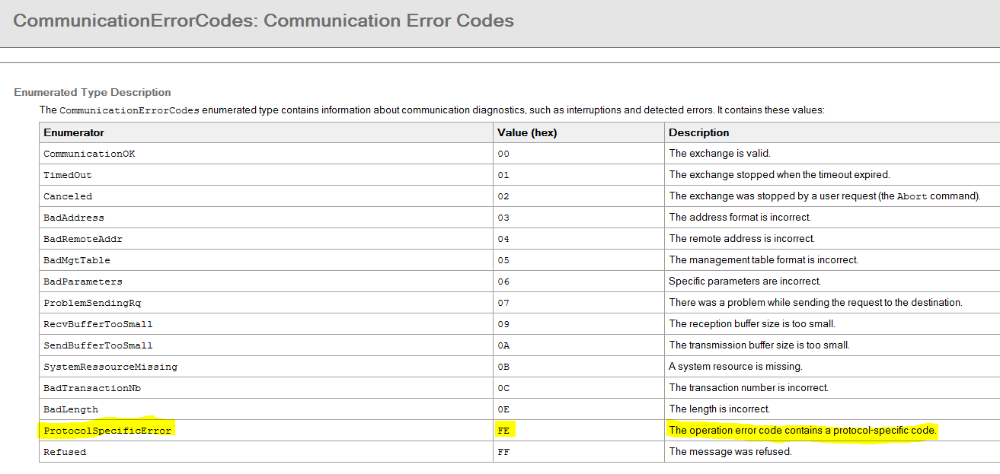 CommunicationErrorCodes: Communication Error Codes
Enumerated Type Description
The CommunicationErrorCodes enumerated type contains information about communication diagnostics, such as interruptions and detected errors. It contains these values:
Enumerator Value (hex) Description
CommunicationOK 00 The exchange is valid.
TimedOut 01 The exchange stopped when the timeout expired.
Canceled 02 The exchange was stopped by a user request (the Abort command).
BadAddress 03 The address format is incorrect.
BadRemoteAddr 04 The remote address is incorrect.
BadMgtTable 05 The management table format is incorrect.
BadParameters 06 Specific parameters are incorrect.
ProblemSendingRq 07 There was a problem while sending the request to the destination.
RecvBufferTooSmall 09 The reception buffer size is too small.
SendBufferTooSmall 0A The transmission buffer size is too small.
SystemRessourceMissing 0B A system resource is missing.
BadTransactionNb 0C The transaction number is incorrect.
BadLength 0E The length is incorrect.
ProtocolSpecificError FE The operation error code contains a protocol-specific code.
Refused FF The message was refused.